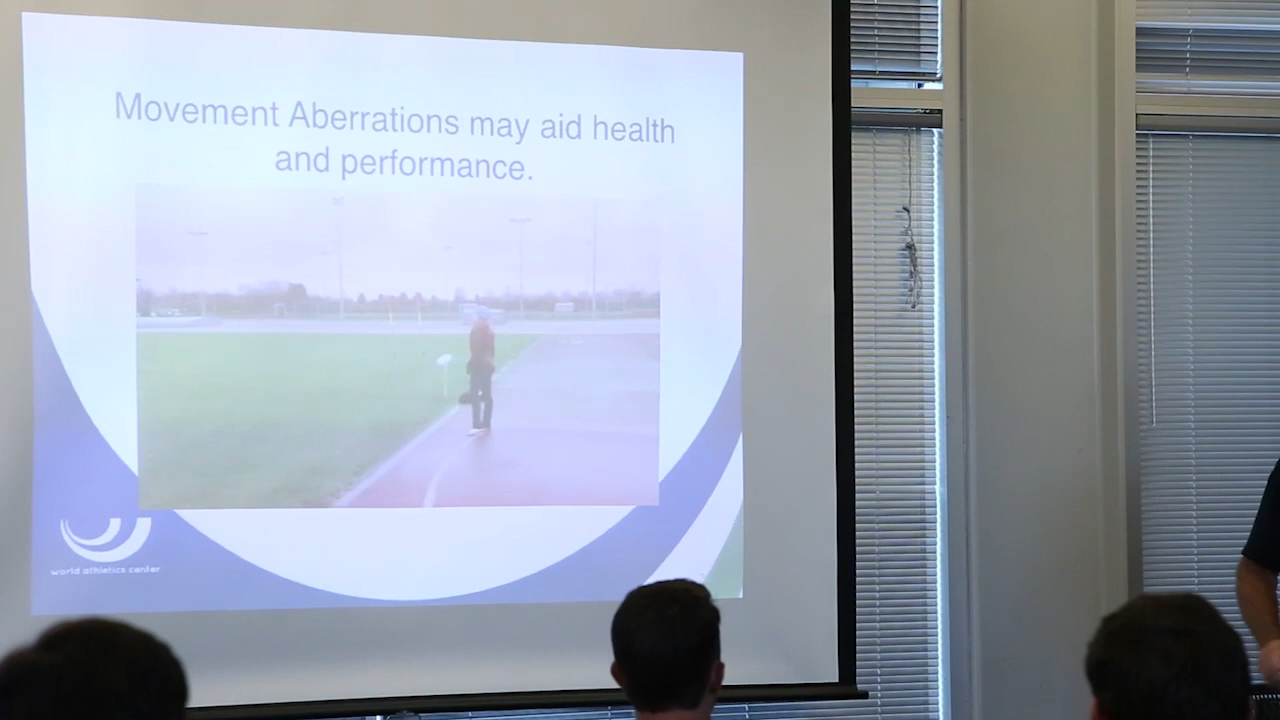 Movement Aberrations may aid health
and performance.
world athletics center